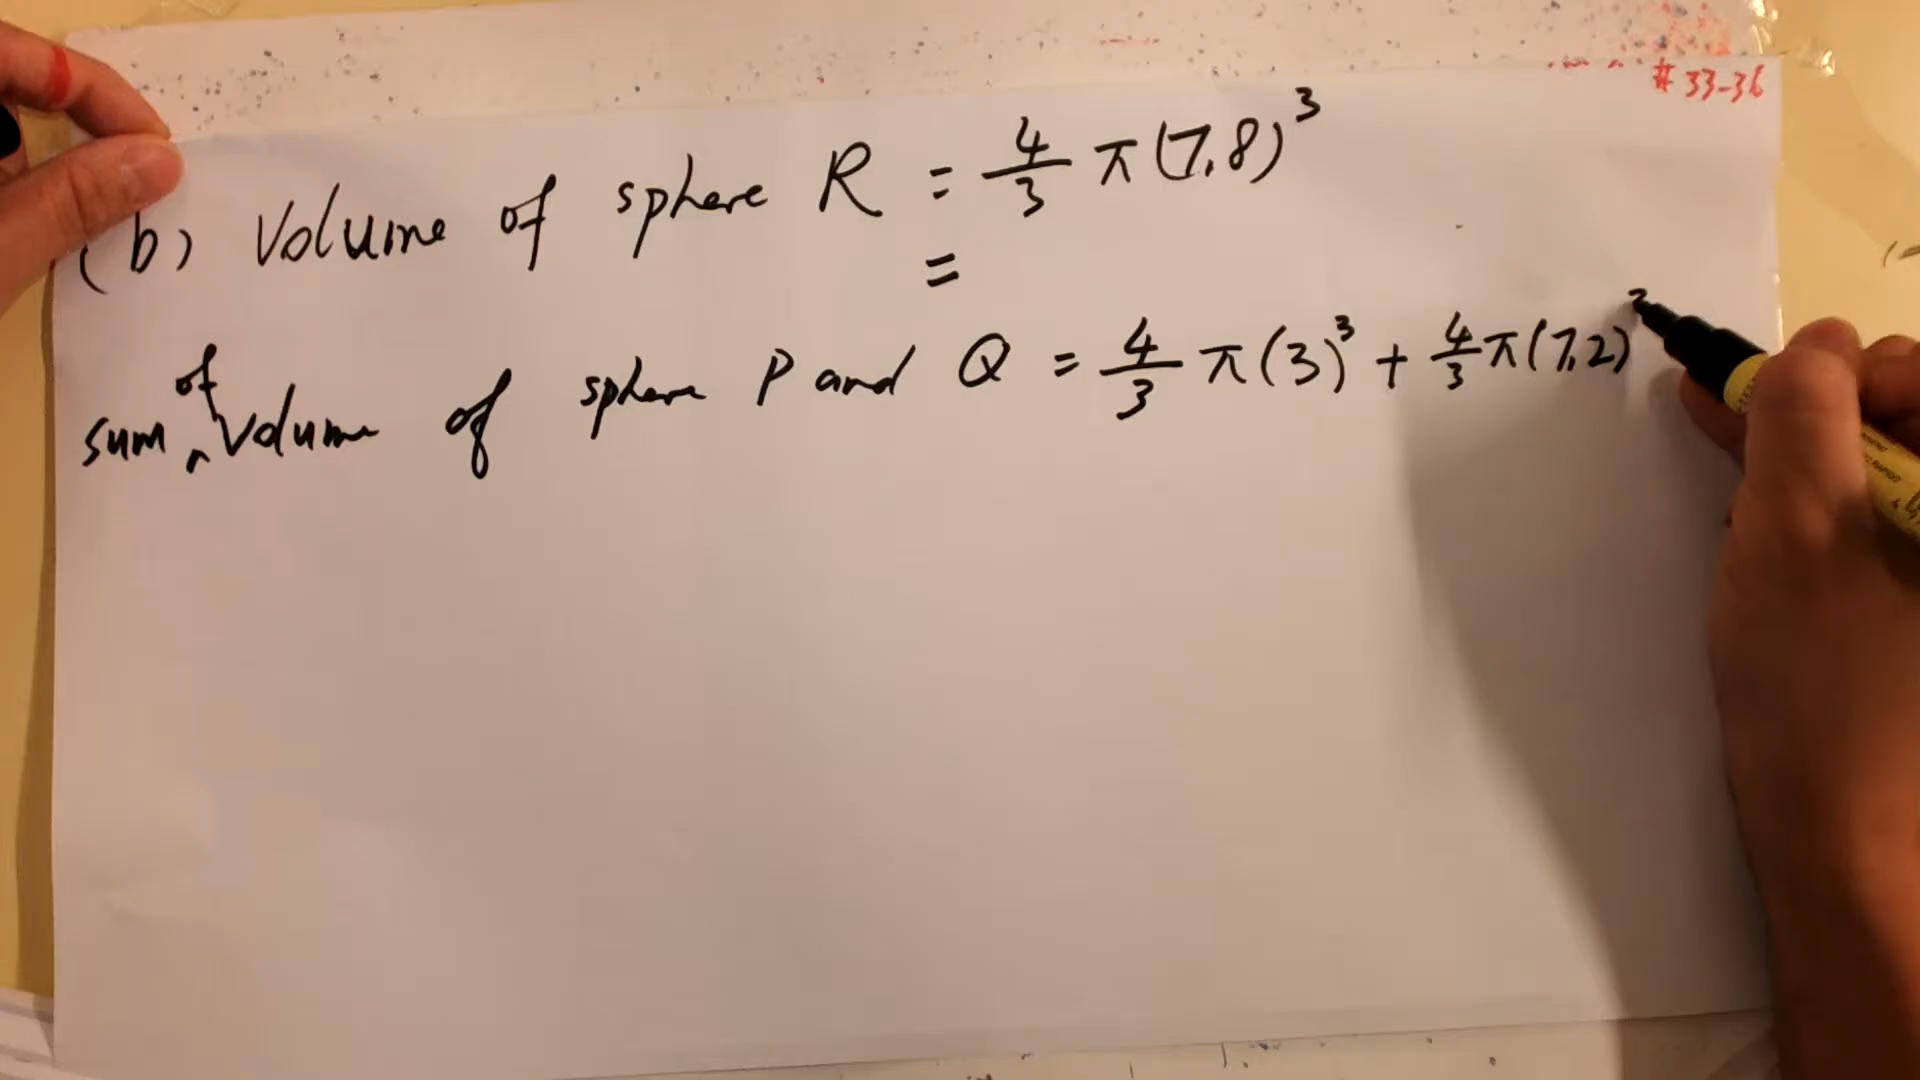 # 33-36
(b) Volume of sphere R = 4/3 π (7.8)³
=
sum of volume of sphere P and Q = 4/3 π (3)³ + 4/3 π (7.2)³